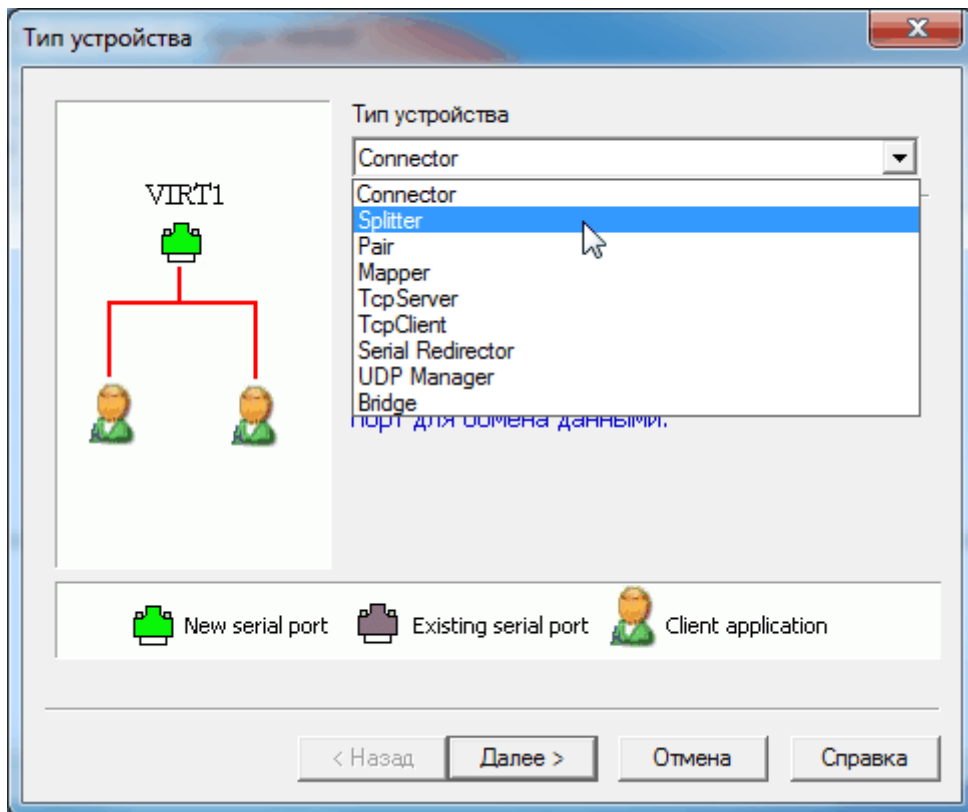 Тип устройства
Тип устройства
Connector
VIRT1
Connector
Splitter
Pair
Mapper
TcpServer
TcpClient
Serial Redirector
UDP Manager
Bridge
порт для обмена данными.
New serial port
Existing serial port
Client application
< Назад
Далее >
Отмена
Справка